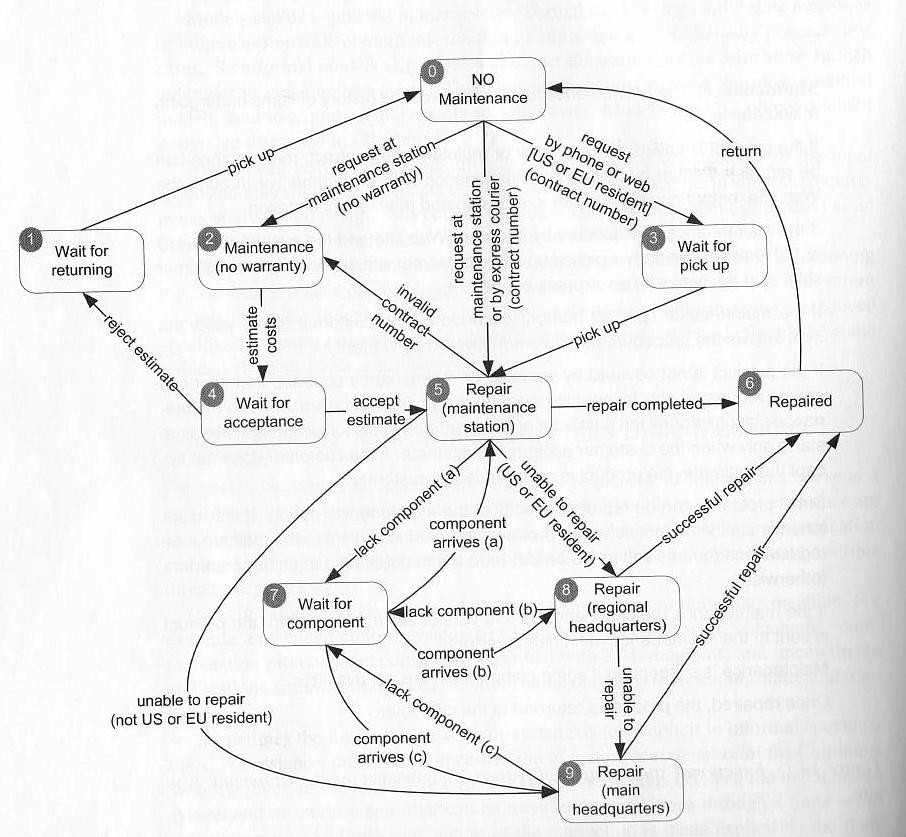 0
NO
Maintenance
pick up
request at
maintenance station
(no warranty)
request at
maintenance station
or by express courier
(contract number)
request
by phone or web
[US or EU resident]
(contract number]
return
1
Wait for
returning
2
Maintenance
(no warranty)
3
Wait for
pick up
reject estimate
estimate
costs
invalid
contract
number
pick up
4
Wait for
acceptance
accept
estimate
5
Repair
(maintenance
station)
repair completed
6
Repaired
lack component (a)
component
arrives (a)
unable to repair
(US or EU resident)
successful repair
successful repair
7
Wait for
component
lack component (b)
component
arrives (b)
8
Repair
(regional
headquarters)
unable to repair
(not US or EU resident)
lack component (c)
component
arrives (c)
unable to
repair
9
Repair
(main
headquarters)